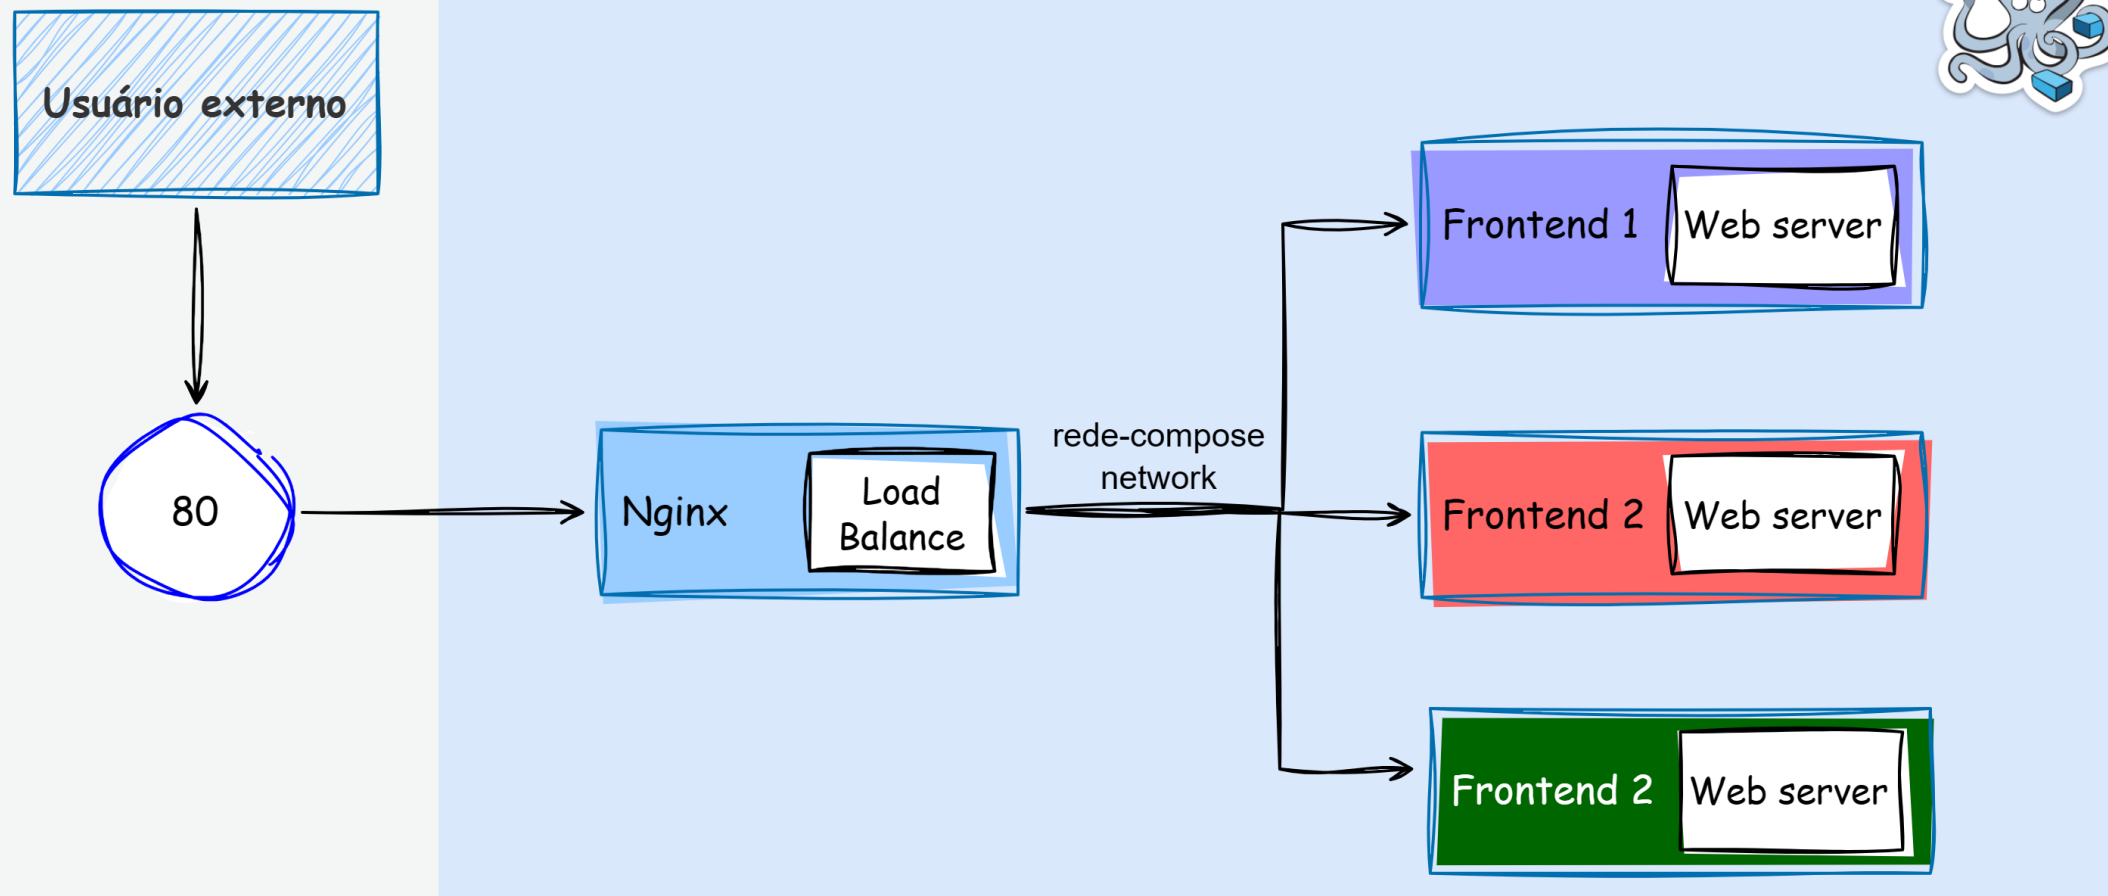 Usuário externo
80
Nginx
Load
Balance
rede-compose
network
Frontend 1
Web server
Frontend 2
Web server
Frontend 2
Web server